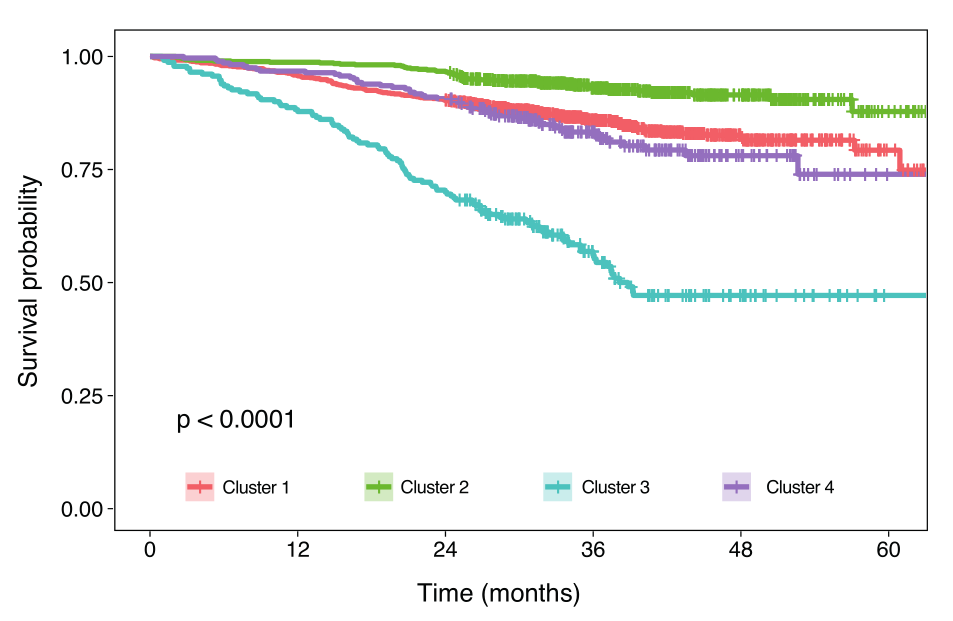 Survival probability
1.00
0.75
0.50
0.25
0.00
p < 0.0001
Cluster 1 Cluster 2 Cluster 3 Cluster 4
0 12 24 36 48 60
Time (months)